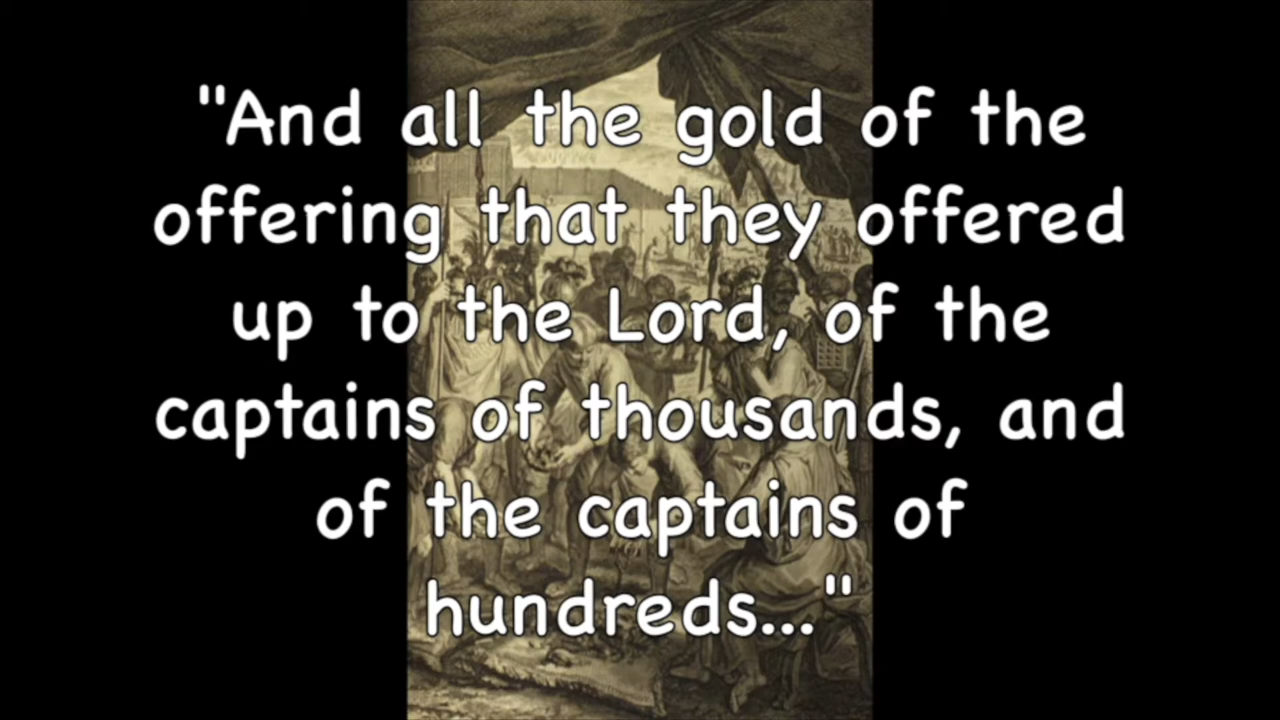 "And all the gold of the
offering that they offered
up to the Lord, of the
captains of thousands, and
of the captains of
hundreds..."